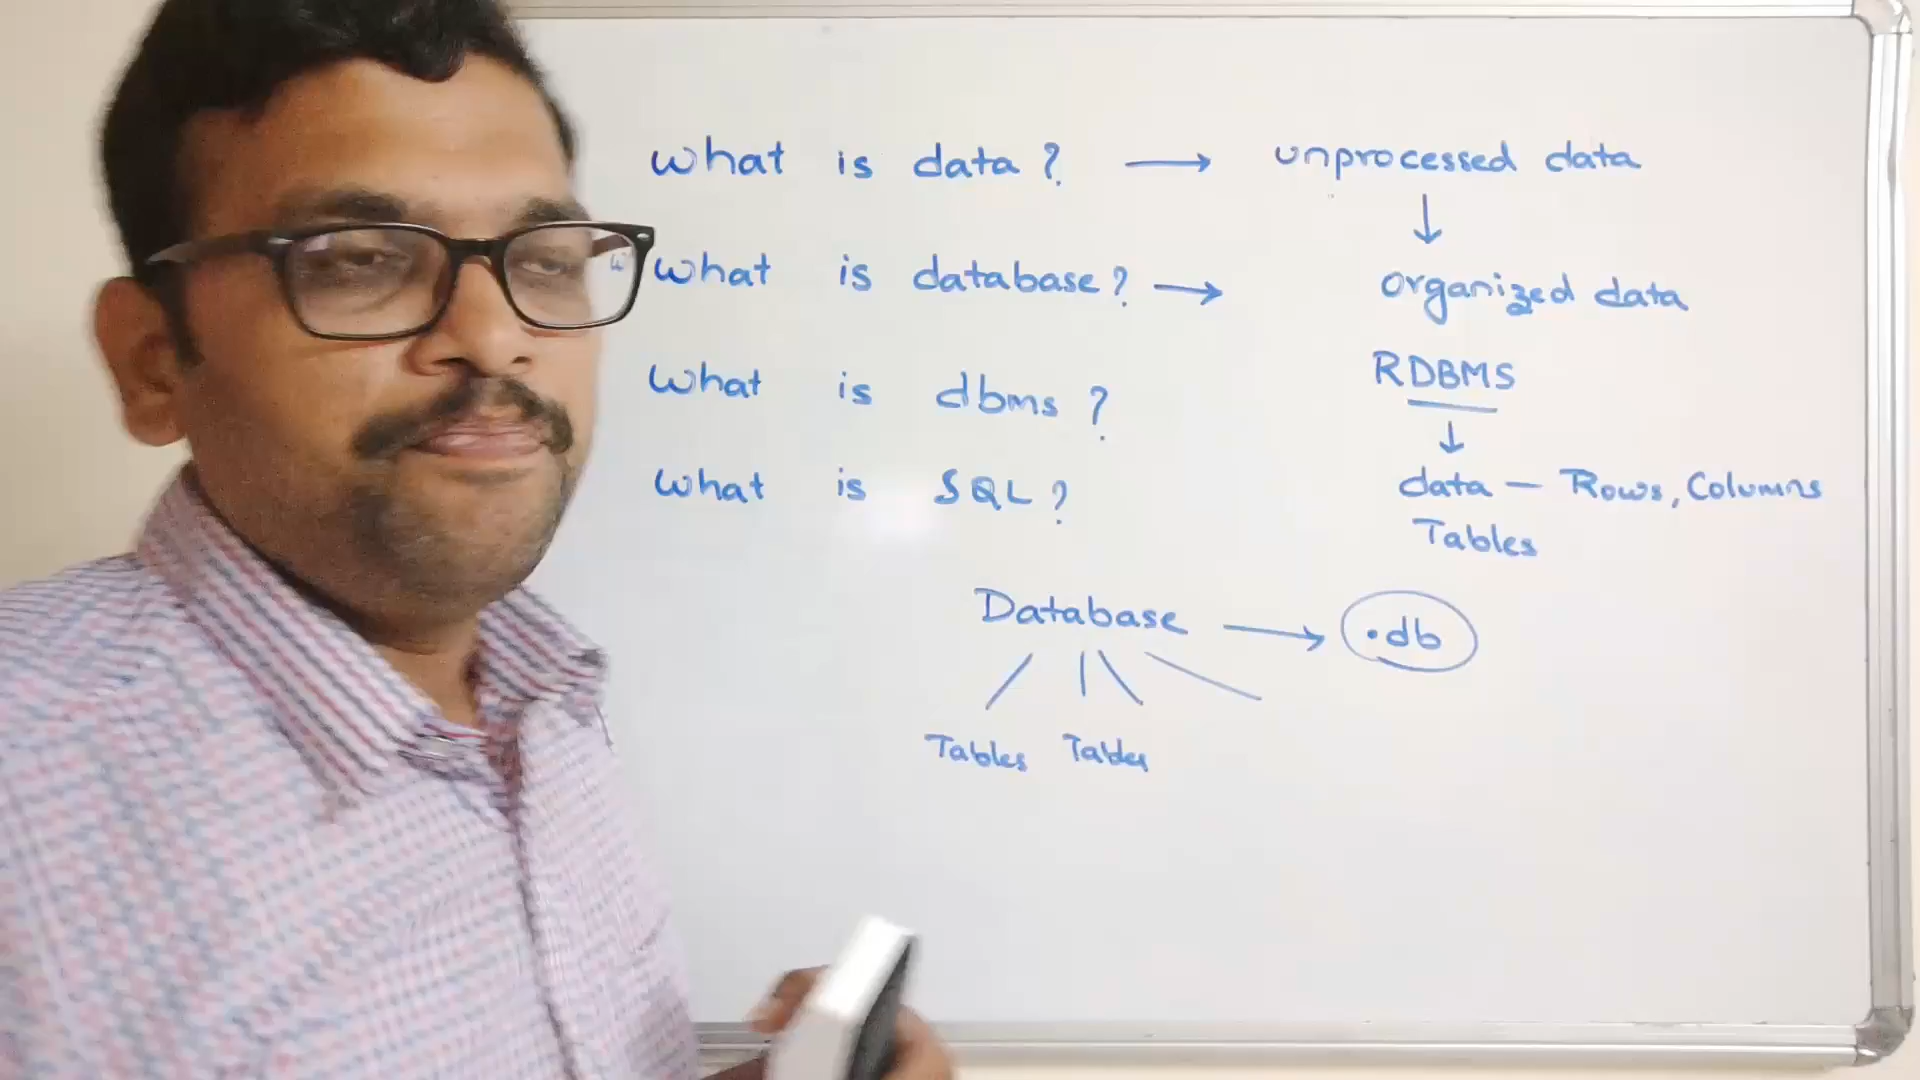 What is data? → unprocessed data
↓
What is database? → organized data
What is dbms? RDBMS
↓
What is SQL? data — Rows, Columns
Tables
Database → .db
Tables Tables